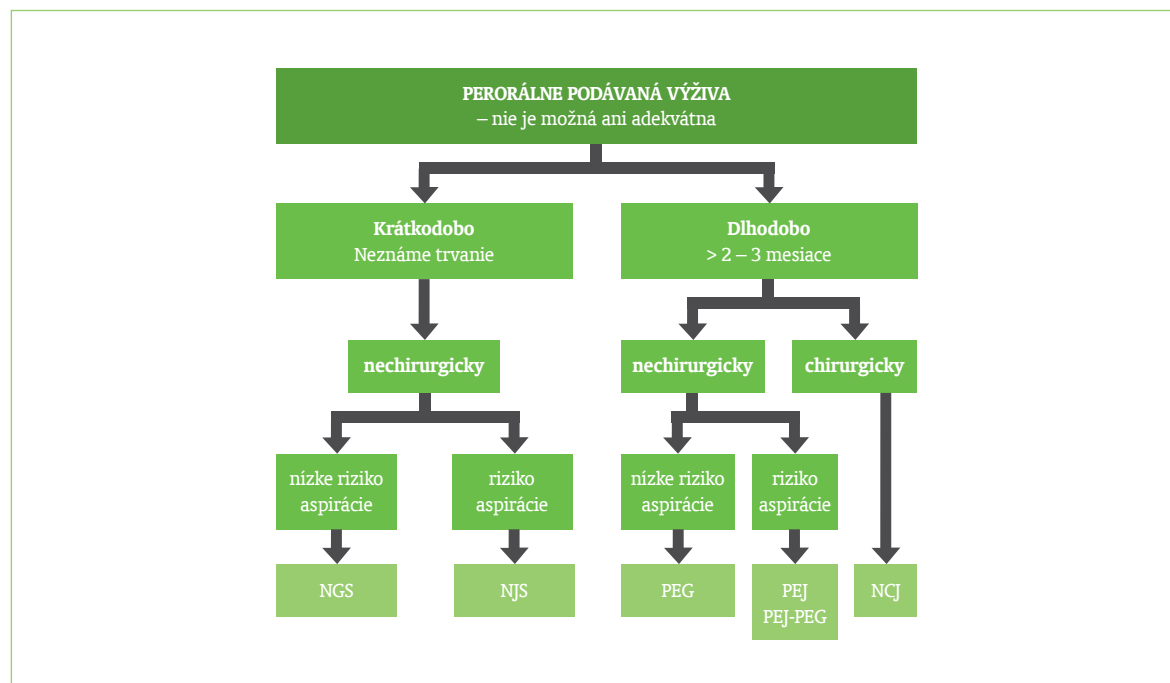 PERORÁLNE PODÁVANÁ VÝŽIVA
– nie je možná ani adekvátna
Krátkodobo
Neznáme trvanie
Dlhodobo
> 2 – 3 mesiace
nechirurgicky
nechirurgicky
chirurgicky
nízke riziko
aspirácie
riziko
aspirácie
nízke riziko
aspirácie
riziko
aspirácie
NGS
NJS
PEG
PEJ
PEJ-PEG
NCJ